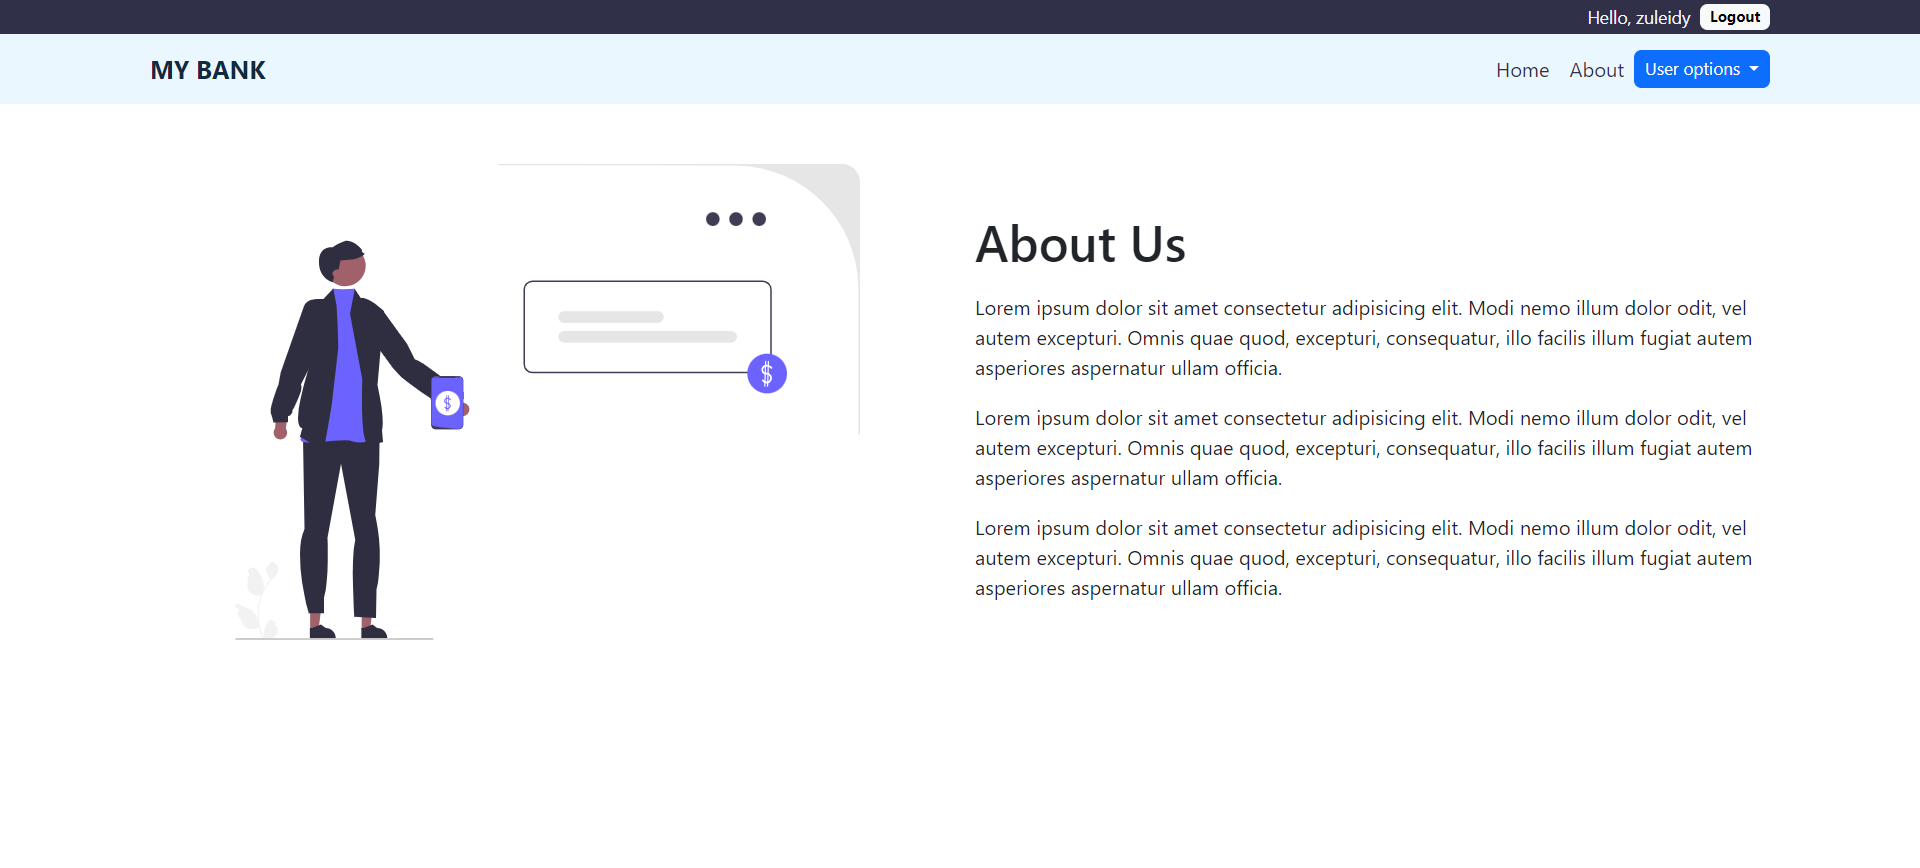 Hello, zuleidy Logout
MY BANK Home About User options
$
$
About Us
Lorem ipsum dolor sit amet consectetur adipisicing elit. Modi nemo illum dolor odit, vel
autem excepturi. Omnis quae quod, excepturi, consequatur, illo facilis illum fugiat autem
asperiores aspernatur ullam officia.
Lorem ipsum dolor sit amet consectetur adipisicing elit. Modi nemo illum dolor odit, vel
autem excepturi. Omnis quae quod, excepturi, consequatur, illo facilis illum fugiat autem
asperiores aspernatur ullam officia.
Lorem ipsum dolor sit amet consectetur adipisicing elit. Modi nemo illum dolor odit, vel
autem excepturi. Omnis quae quod, excepturi, consequatur, illo facilis illum fugiat autem
asperiores aspernatur ullam officia.